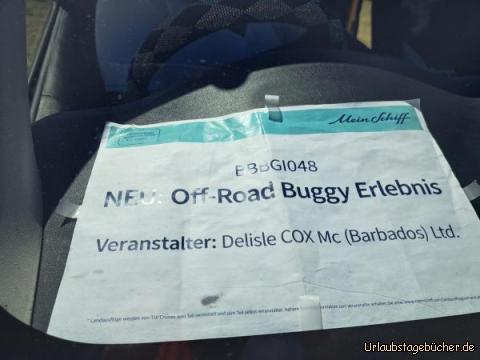 Mein Schiff
BBBGI048
NEU: Off-Road Buggy Erlebnis
Veranstalter: Delisle COX Mc (Barbados) Ltd.
Urlaubstagebücher.de